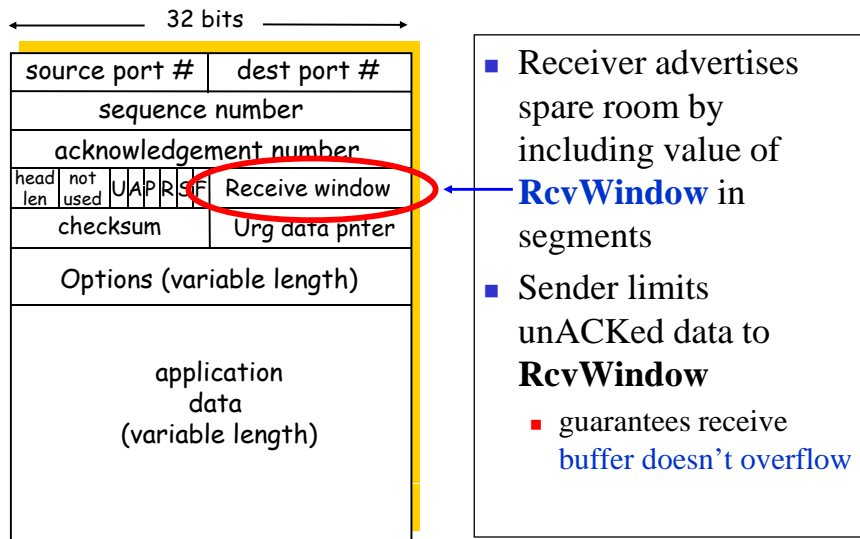 32 bits
source port # dest port #
sequence number
acknowledgement number
head len not used U A P R S F Receive window
checksum Urg data pnter
Options (variable length)
application
data
(variable length)
Receiver advertises
spare room by
including value of
RcvWindow in
segments
Sender limits
unACKed data to
RcvWindow
guarantees receive
buffer doesn’t overflow